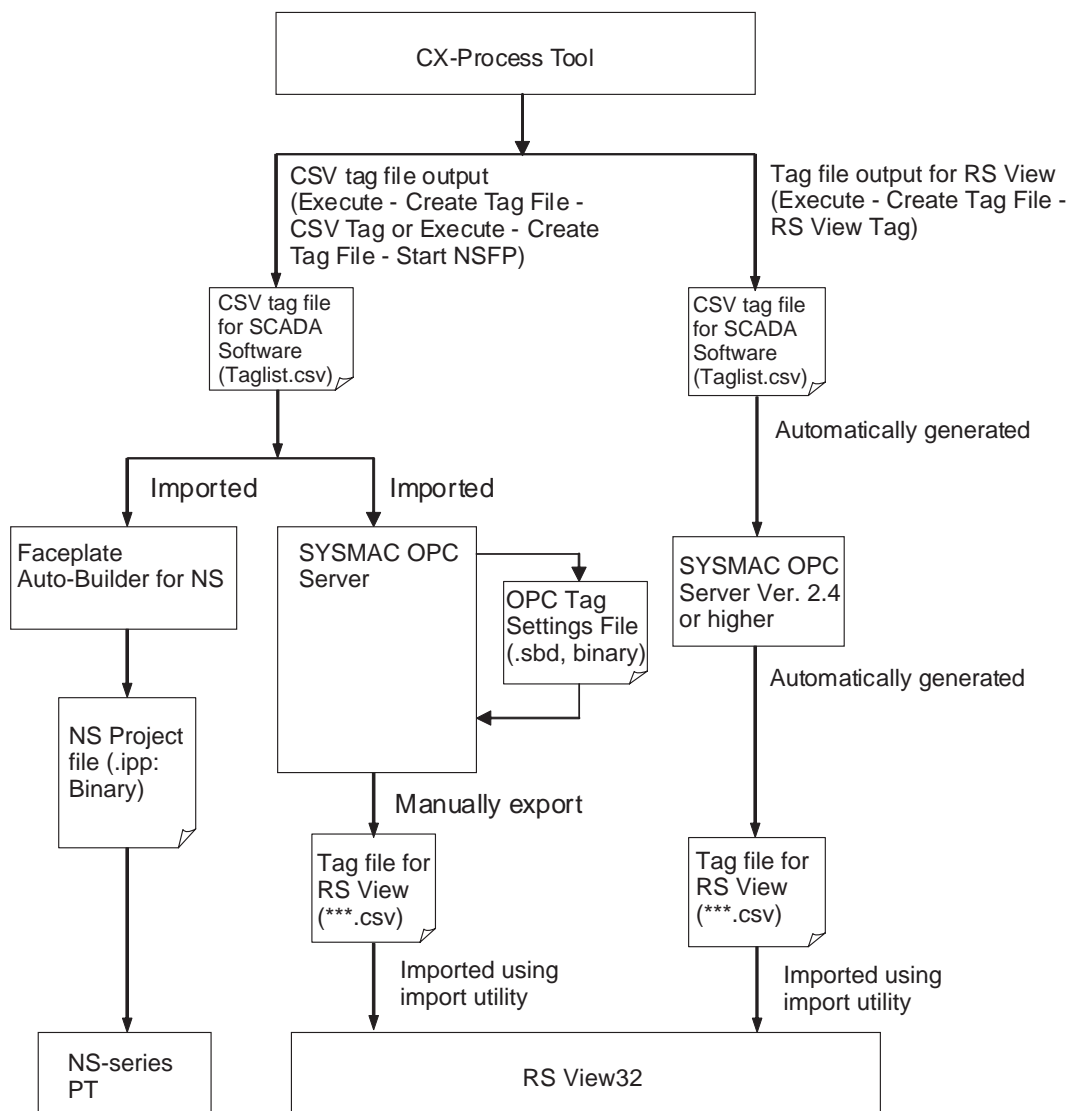 CX-Process Tool
CSV tag file output
(Execute - Create Tag File -
CSV Tag or Execute - Create
Tag File - Start NSFP)
Tag file output for RS View
(Execute - Create Tag File -
RS View Tag)
CSV tag file
for SCADA
Software
(Taglist.csv)
CSV tag file
for SCADA
Software
(Taglist.csv)
Automatically generated
Imported
Imported
Faceplate
Auto-Builder for NS
SYSMAC OPC
Server
OPC Tag
Settings File
(.sbd, binary)
SYSMAC OPC
Server Ver. 2.4
or higher
Automatically generated
NS Project
file (.ipp:
Binary)
Manually export
Tag file for
RS View
(***.csv)
Tag file for
RS View
(***.csv)
Imported using
import utility
Imported using
import utility
NS-series
PT
RS View32